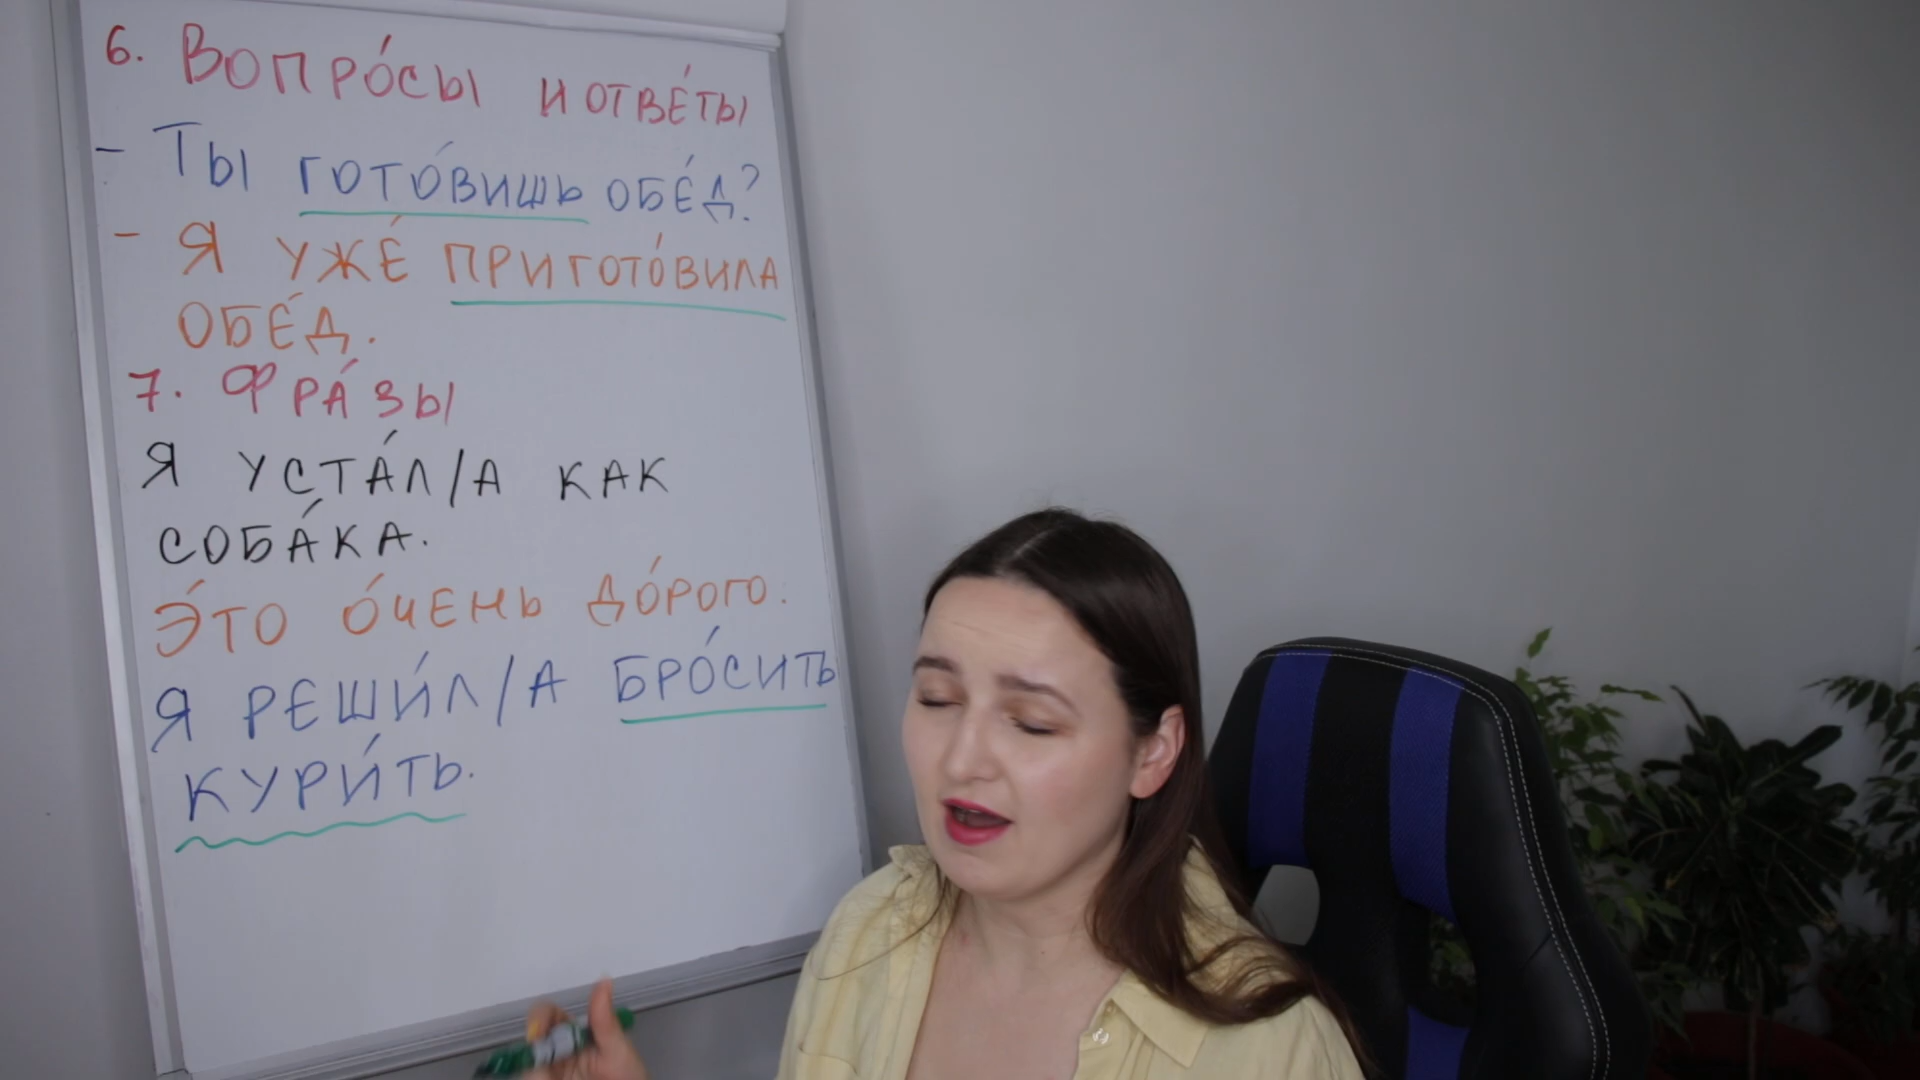 6. Вопро́сы и отве́ты
- Ты гото́вишь обе́д?
- Я уже́ пригото́вила
обе́д.
7. Фра́зы
Я уста́л/а как
соба́ка.
Э́то о́чень до́рого.
Я реши́л/а бро́сить
кури́ть.